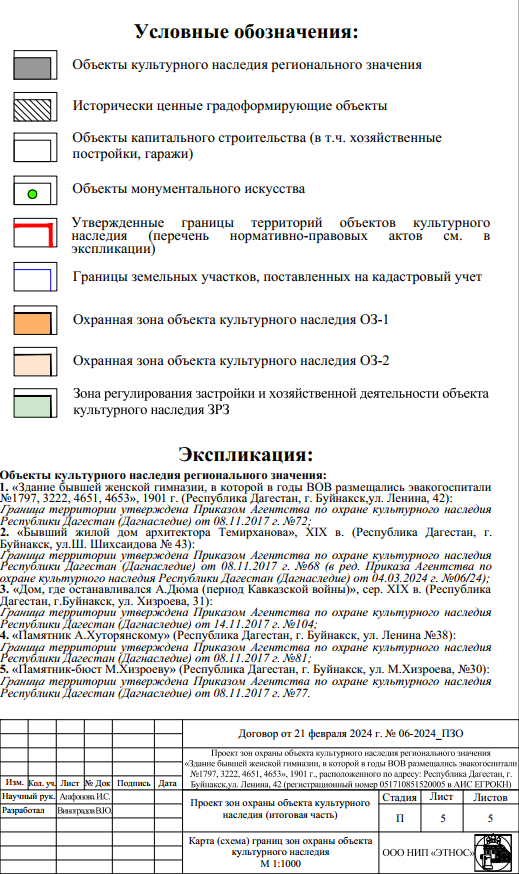 Условные обозначения:
Объекты культурного наследия регионального значения
Исторически ценные градоформирующие объекты
Объекты капитального строительства (в т.ч. хозяйственные
постройки, гаражи)
Объекты монументального искусства
Утвержденные границы территорий объектов культурного
наследия (перечень нормативно-правовых актов см. в
экспликации)
Границы земельных участков, поставленных на кадастровый учет
Охранная зона объекта культурного наследия ОЗ-1
Охранная зона объекта культурного наследия ОЗ-2
Зона регулирования застройки и хозяйственной деятельности объекта
культурного наследия ЗРЗ
Экспликация:
Объекты культурного наследия регионального значения:
1. «Здание бывшей женской гимназии, в которой в годы ВОВ размещались эвакогоспитали
№1797, 3222, 4651, 4653», 1901 г. (Республика Дагестан, г. Буйнакск,ул. Ленина, 42):
Граница территории утверждена Приказом Агентства по охране культурного наследия
Республики Дагестан (Дагнаследие) от 08.11.2017 г. №72;
2. «Бывший жилой дом архитектора Темирханова», XIX в. (Республика Дагестан, г.
Буйнакск, ул.Ш. Шихсаидова № 43):
Граница территории утверждена Приказом Агентства по охране культурного наследия
Республики Дагестан (Дагнаследие) от 08.11.2017 г. №68 (в ред. Приказа Агентства по
охране культурного наследия Республики Дагестан (Дагнаследие) от 04.03.2024 г. №06/24);
3. «Дом, где останавливался А.Дюма (период Кавказской войны)», сер. XIX в. (Республика
Дагестан, г.Буйнакск, ул. Хизроева, 31):
Граница территории утверждена Приказом Агентства по охране культурного наследия
Республики Дагестан (Дагнаследие) от 14.11.2017 г. №104;
4. «Памятник А.Хуторянскому» (Республика Дагестан, г. Буйнакск, ул. Ленина №38):
Граница территории утверждена Приказом Агентства по охране культурного наследия
Республики Дагестан (Дагнаследие) от 08.11.2017 г. №81;
5. «Памятник-бюст М.Хизроеву» (Республика Дагестан, г. Буйнакск, ул. М.Хизроева, №30):
Граница территории утверждена Приказом Агентства по охране культурного наследия
Республики Дагестан (Дагнаследие) от 08.11.2017 г. №77.
Договор от 21 февраля 2024 г. № 06-2024_ПЗО
Проект зон охраны объекта культурного наследия регионального значения
«Здание бывшей женской гимназии, в которой в годы ВОВ размещались эвакогоспитали
№1797, 3222, 4651, 4653», 1901 г., расположенного по адресу: Республика Дагестан, г.
Буйнакск,ул. Ленина, 42 (регистрационный номер 051710851520005 в АИС ЕГРОКН)
Изм. Кол. уч. Лист № Док Подпись Дата
Научный рук. Агафонова И.С.
Разработал Виноградов В.Ю.
Проект зон охраны объекта культурного
наследия (итоговая часть)
Стадия Лист Листов
П 5 5
Карта (схема) границ зон охраны объекта
культурного наследия
М 1:1000
ООО НИП «ЭТНОС»